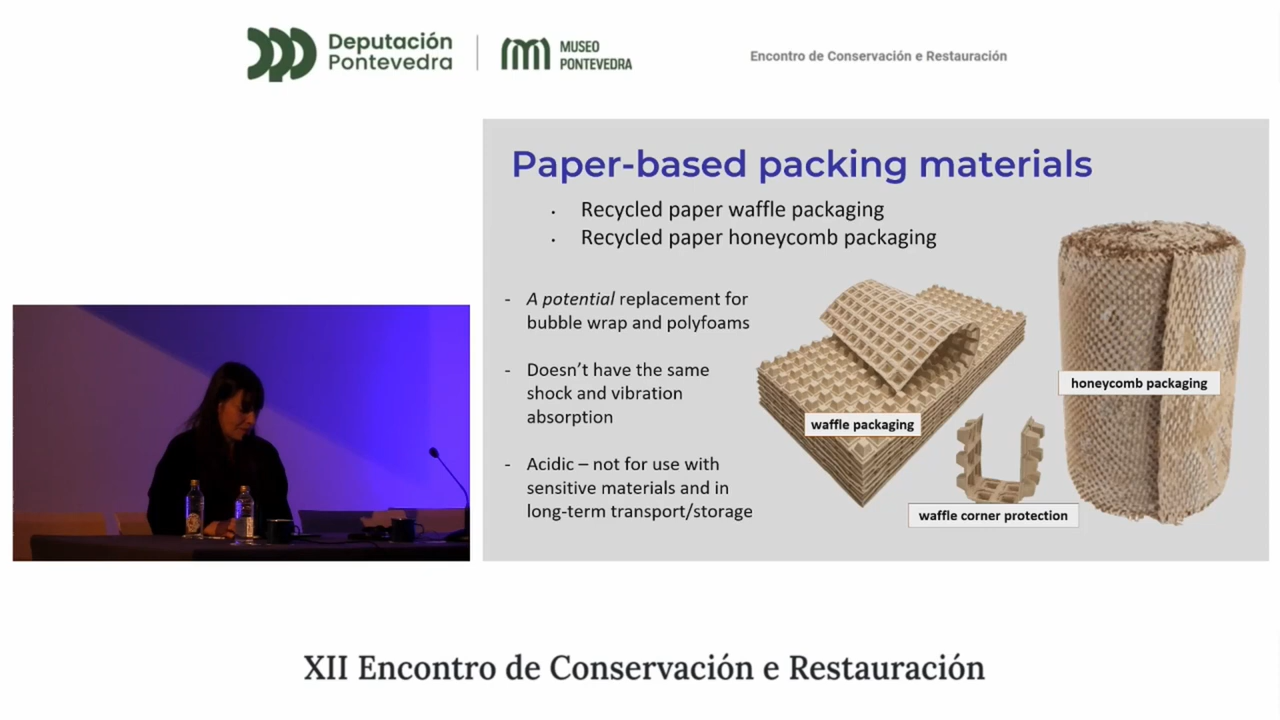 Deputación
Pontevedra
MUSEO
PONTEVEDRA
Encontro de Conservación e Restauración
Paper-based packing materials
• Recycled paper waffle packaging
• Recycled paper honeycomb packaging
- A potential replacement for
bubble wrap and polyfoams
- Doesn't have the same
shock and vibration
absorption
- Acidic – not for use with
sensitive materials and in
long-term transport/storage
waffle packaging
honeycomb packaging
waffle corner protection
XII Encontro de Conservación e Restauración